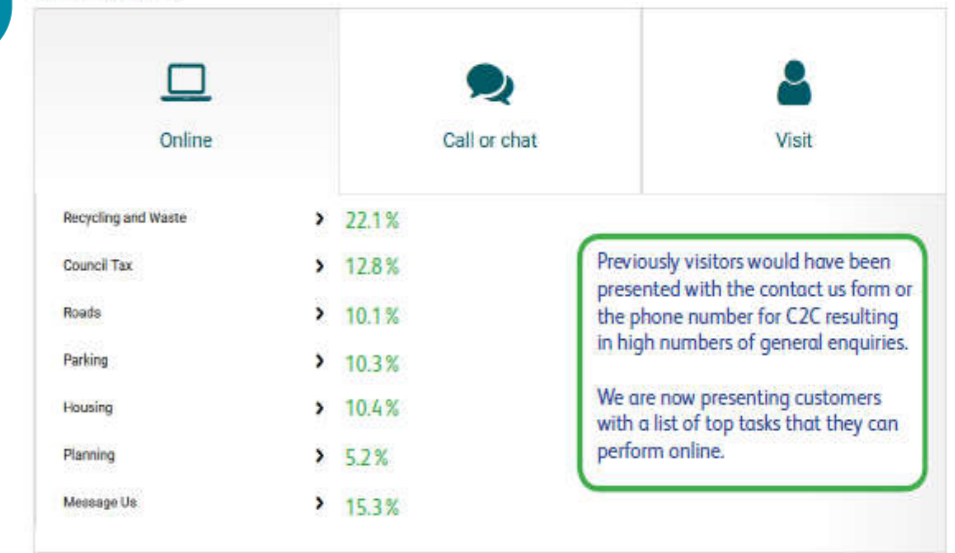 Online
Call or chat
Visit
Recycling and Waste 22.1%
Council Tax 12.8%
Roads 10.1%
Parking 10.3%
Housing 10.4%
Planning 5.2%
Message Us 15.3%
Previously visitors would have been
presented with the contact us form or
the phone number for C2C resulting
in high numbers of general enquiries.
We are now presenting customers
with a list of top tasks that they can
perform online.